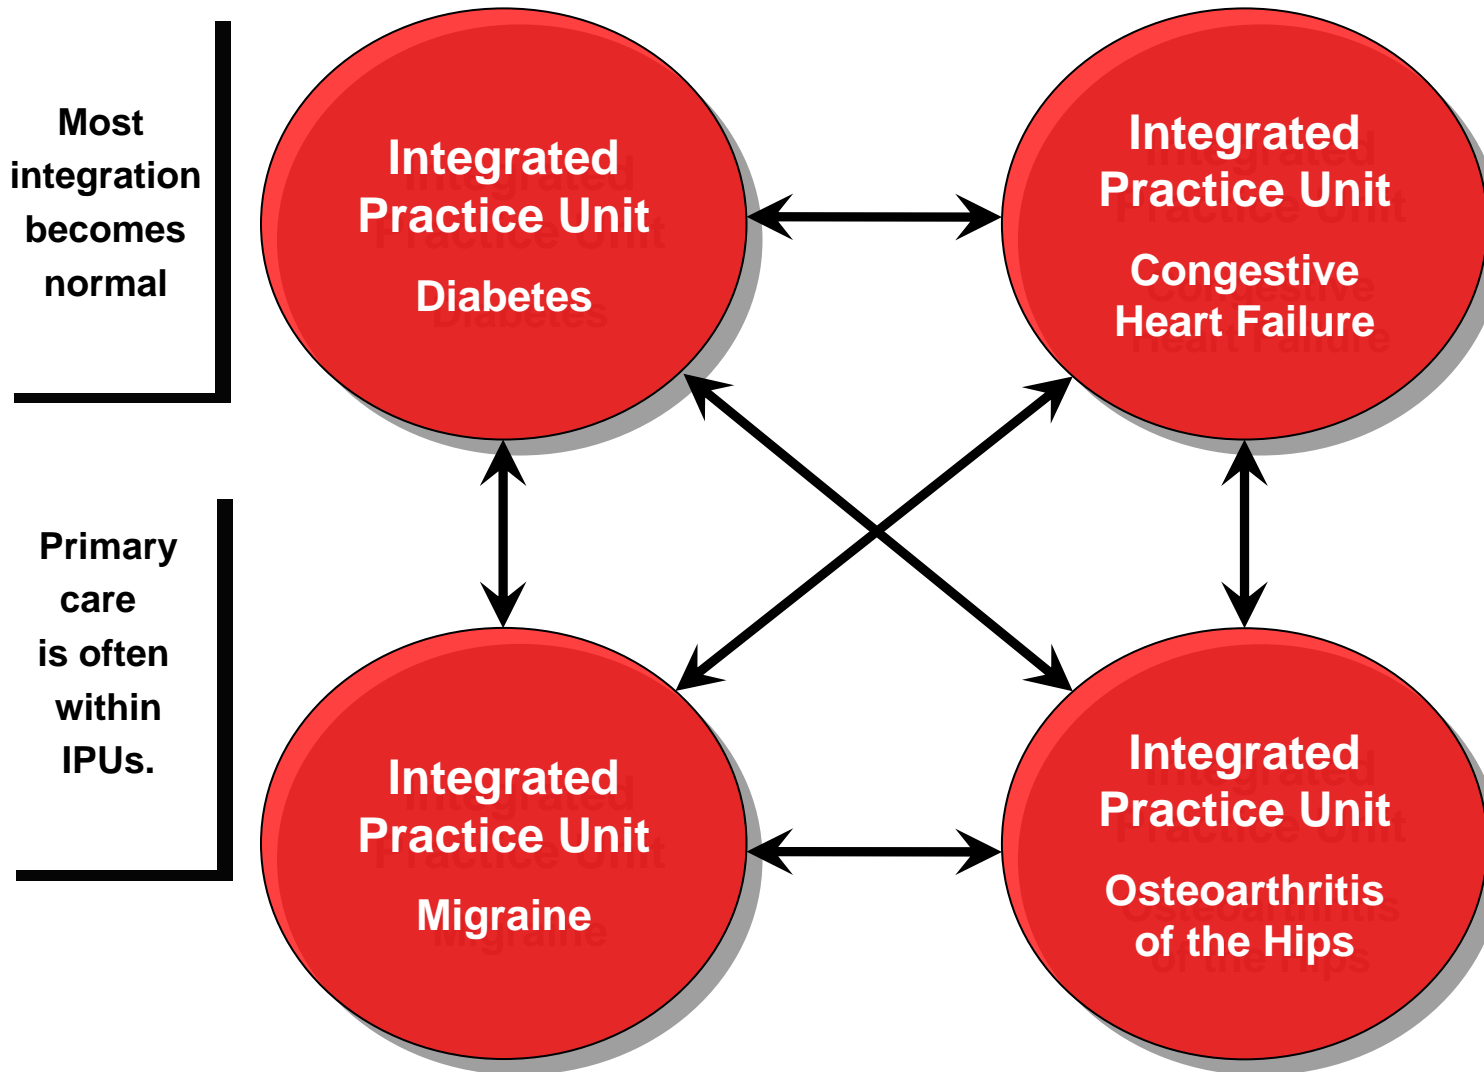 Most
integration
becomes
normal
Integrated
Practice Unit
Diabetes
Integrated
Practice Unit
Congestive
Heart Failure
Primary
care
is often
within
IPUs.
Integrated
Practice Unit
Migraine
Integrated
Practice Unit
Osteoarthritis
of the Hips